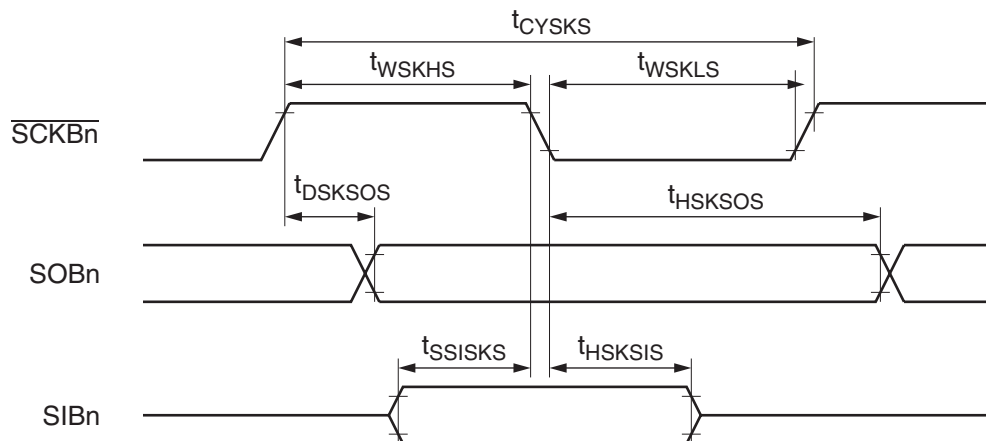 tCYSKS
tWSKHS tWSKLS
SCKBn
tDSKSOS tHSKSOS
SOBn
tSSISKS tHSKSIS
SIBn